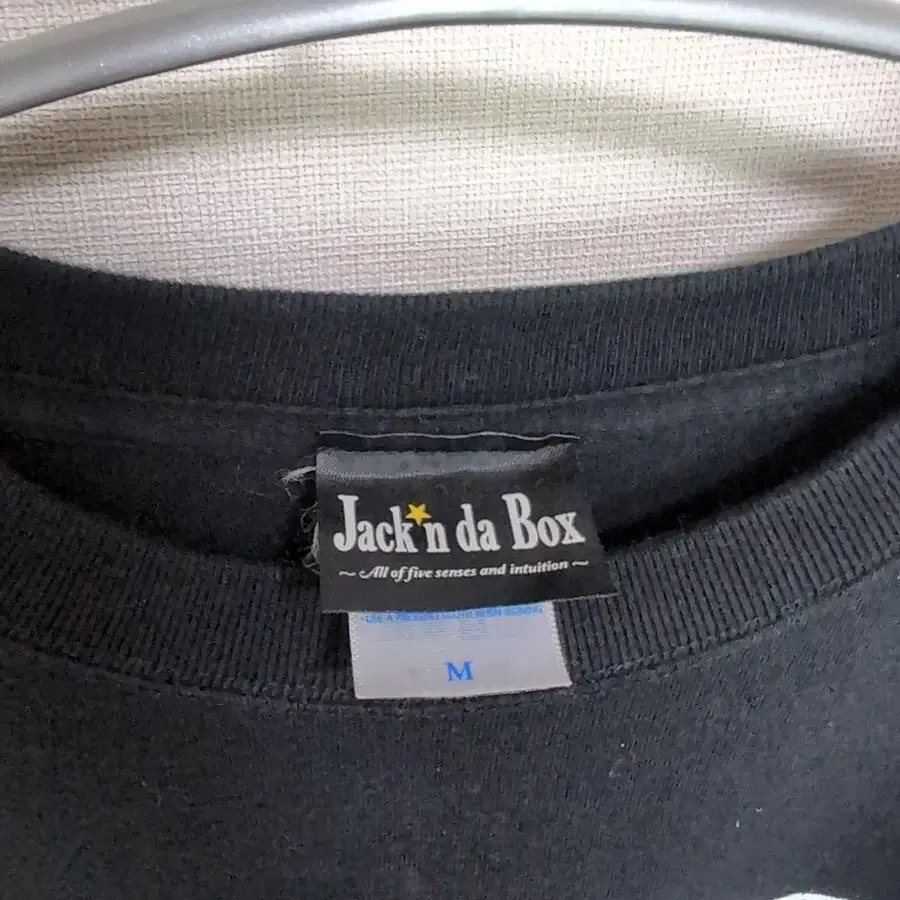 Jack'n da Box
~ All of five senses and intuition ~
M